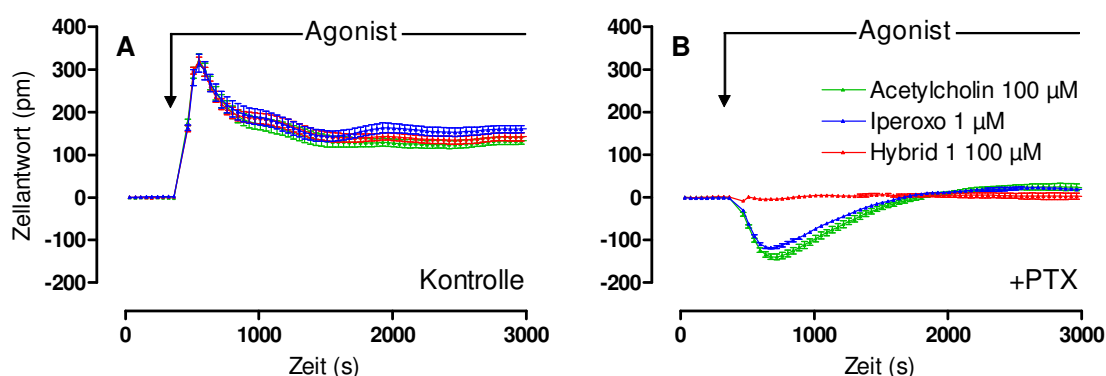 A
Agonist
Zellantwort (pm)
400
300
200
100
0
-100
-200
Kontrolle
0
1000
2000
3000
Zeit (s)
B
Agonist
400
300
200
100
0
-100
-200
Acetylcholin 100 µM
Iperoxo 1 µM
Hybrid 1 100 µM
+PTX
0
1000
2000
3000
Zeit (s)